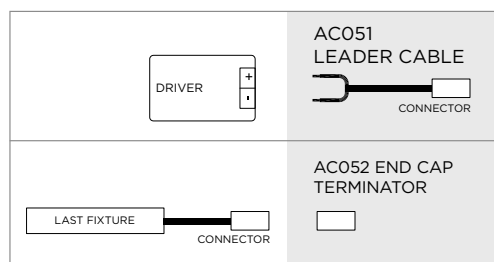 AC051
LEADER CABLE
DRIVER
+
-
CONNECTOR
AC052 END CAP
TERMINATOR
LAST FIXTURE
CONNECTOR